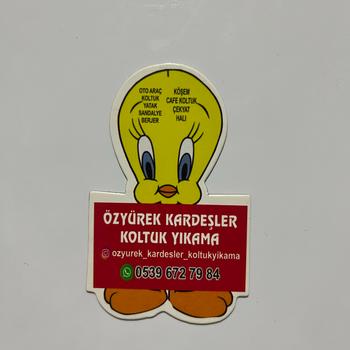 OTO ARAÇ
KOLTUK
YATAK
SANDALYE
BERJER
KÖŞEM
CAFE KOLTUK
ÇEKYAT
HALI
ÖZYÜREK KARDEŞLER
KOLTUK YIKAMA
ozyurek_kardesler_koltukyikama
0539 672 79 84